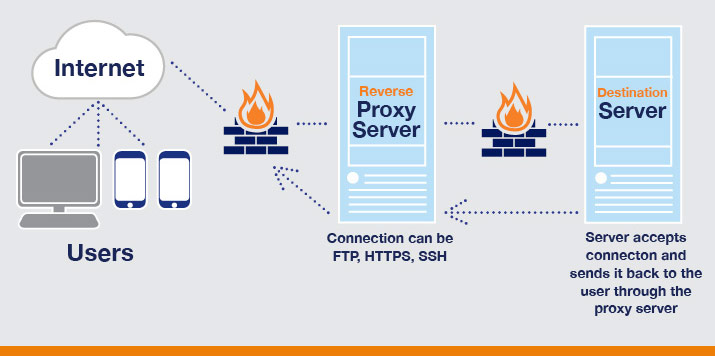 Internet
Users
Reverse
Proxy
Server
Connection can be
FTP, HTTPS, SSH
Destination
Server
Server accepts
connecton and
sends it back to the
user through the
proxy server